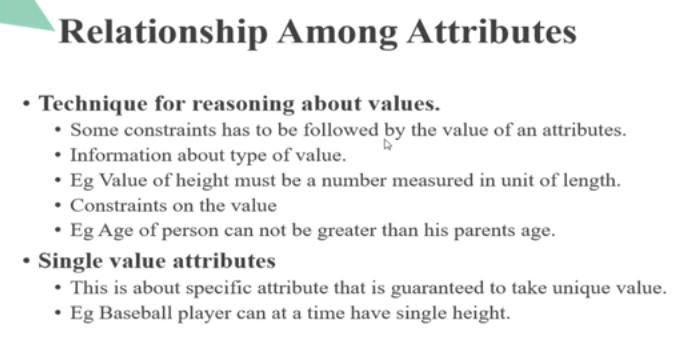 Relationship Among Attributes
• Technique for reasoning about values.
• Some constraints has to be followed by the value of an attributes.
• Information about type of value.
• Eg Value of height must be a number measured in unit of length.
• Constraints on the value
• Eg Age of person can not be greater than his parents age.
• Single value attributes
• This is about specific attribute that is guaranteed to take unique value.
• Eg Baseball player can at a time have single height.